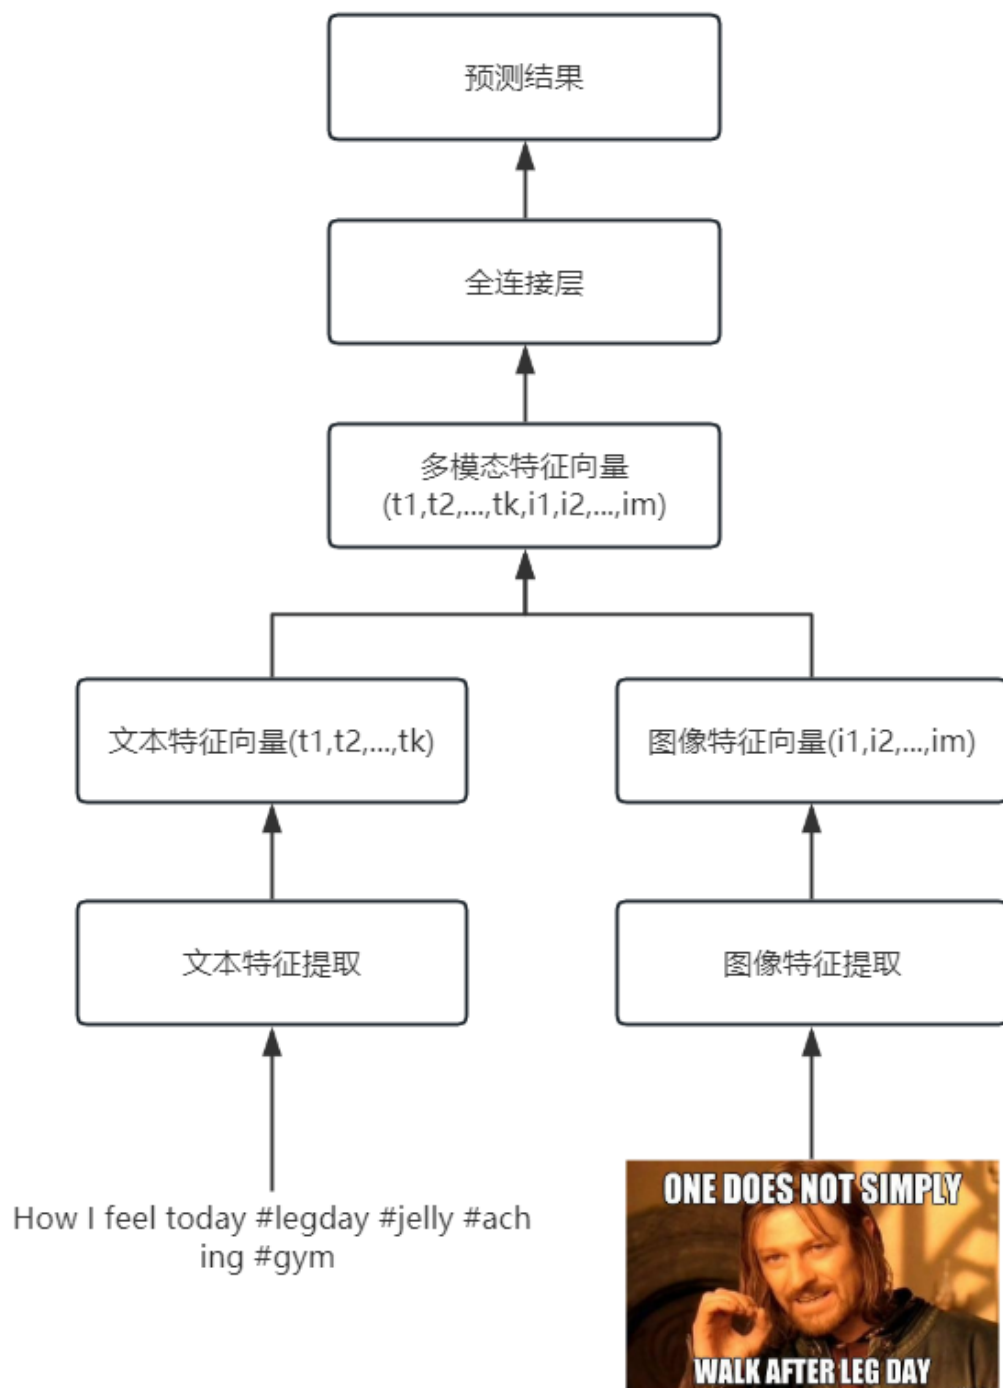 预测结果
全连接层
多模态特征向量
(t1,t2,...,tk,i1,i2,...,im)
文本特征向量(t1,t2,...,tk)
图像特征向量(i1,i2,...,im)
文本特征提取
图像特征提取
How I feel today #legday #jelly #ach
ing #gym
ONE DOES NOT SIMPLY
WALK AFTER LEG DAY